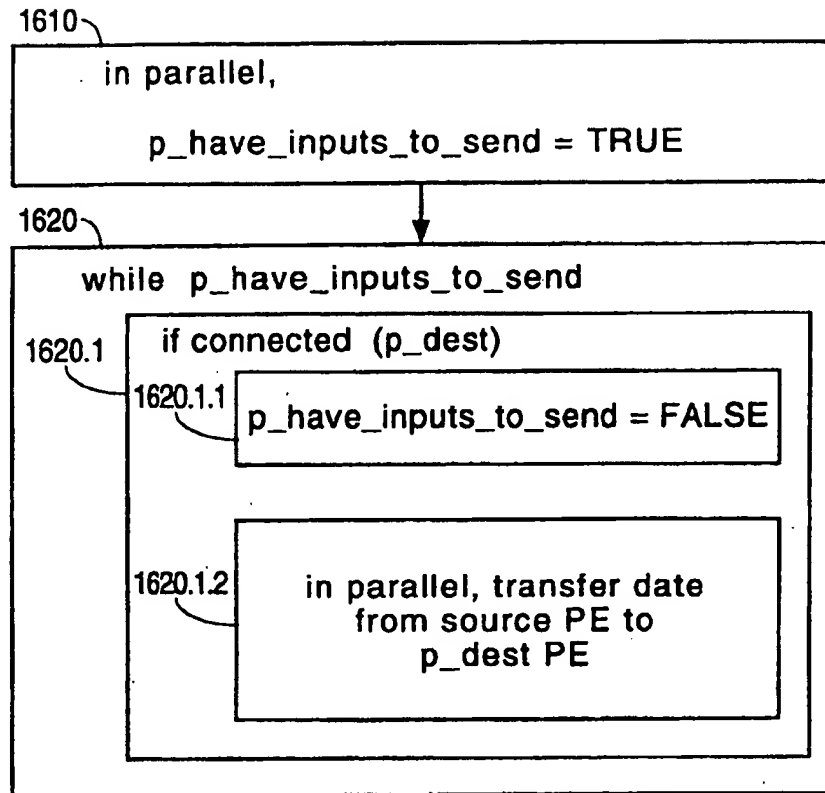 1610
in parallel,
p_have_inputs_to_send = TRUE
1620
while p_have_inputs_to_send
1620.1
if connected (p_dest)
1620.1.1
p_have_inputs_to_send = FALSE
1620.1.2
in parallel, transfer date
from source PE to
p_dest PE